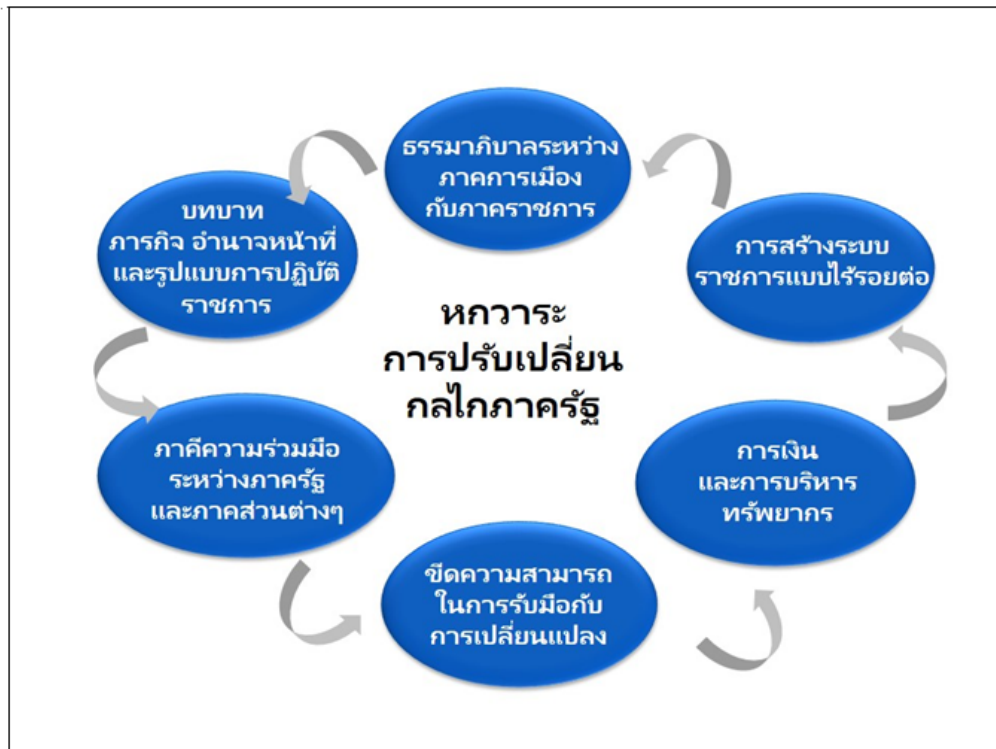 ธรรมาภิบาลระหว่าง
ภาคการเมือง
กับภาคราชการ
บทบาท
ภารกิจ อำนาจหน้าที่
และรูปแบบการปฏิบัติ
ราชการ
การสร้างระบบ
ราชการแบบไร้รอยต่อ
หกวาระ
การปรับเปลี่ยน
กลไกภาครัฐ
ภาคีความร่วมมือ
ระหว่างภาครัฐ
และภาคส่วนต่างๆ
การเงิน
และการบริหาร
ทรัพยากร
ขีดความสามารถ
ในการรับมือกับ
การเปลี่ยนแปลง